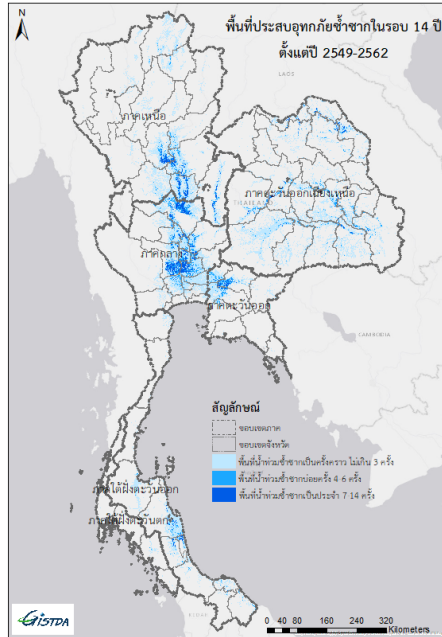 พื้นที่ประสบอุทกภัยซ้ำซากในรอบ 14 ปี
ตั้งแต่ปี 2549-2562
N
LAOS
ภาคเหนือ
ภาคตะวันออกเฉียงเหนือ
THAILAND
ภาคกลาง
ภาคตะวันออก
CAMBODIA
สัญลักษณ์
ขอบเขตภาค
ขอบเขตจังหวัด
พื้นที่น้ำท่วมซ้ำซากเป็นครั้งคราว ไม่เกิน 3 ครั้ง
พื้นที่น้ำท่วมซ้ำซากบ่อยครั้ง 4-6 ครั้ง
พื้นที่น้ำท่วมซ้ำซากเป็นประจำ 7-14 ครั้ง
ภาคใต้ฝั่งตะวันออก
ภาคใต้ฝั่งตะวันตก
GISTDA
0 40 80 160 240 320
Kilometers